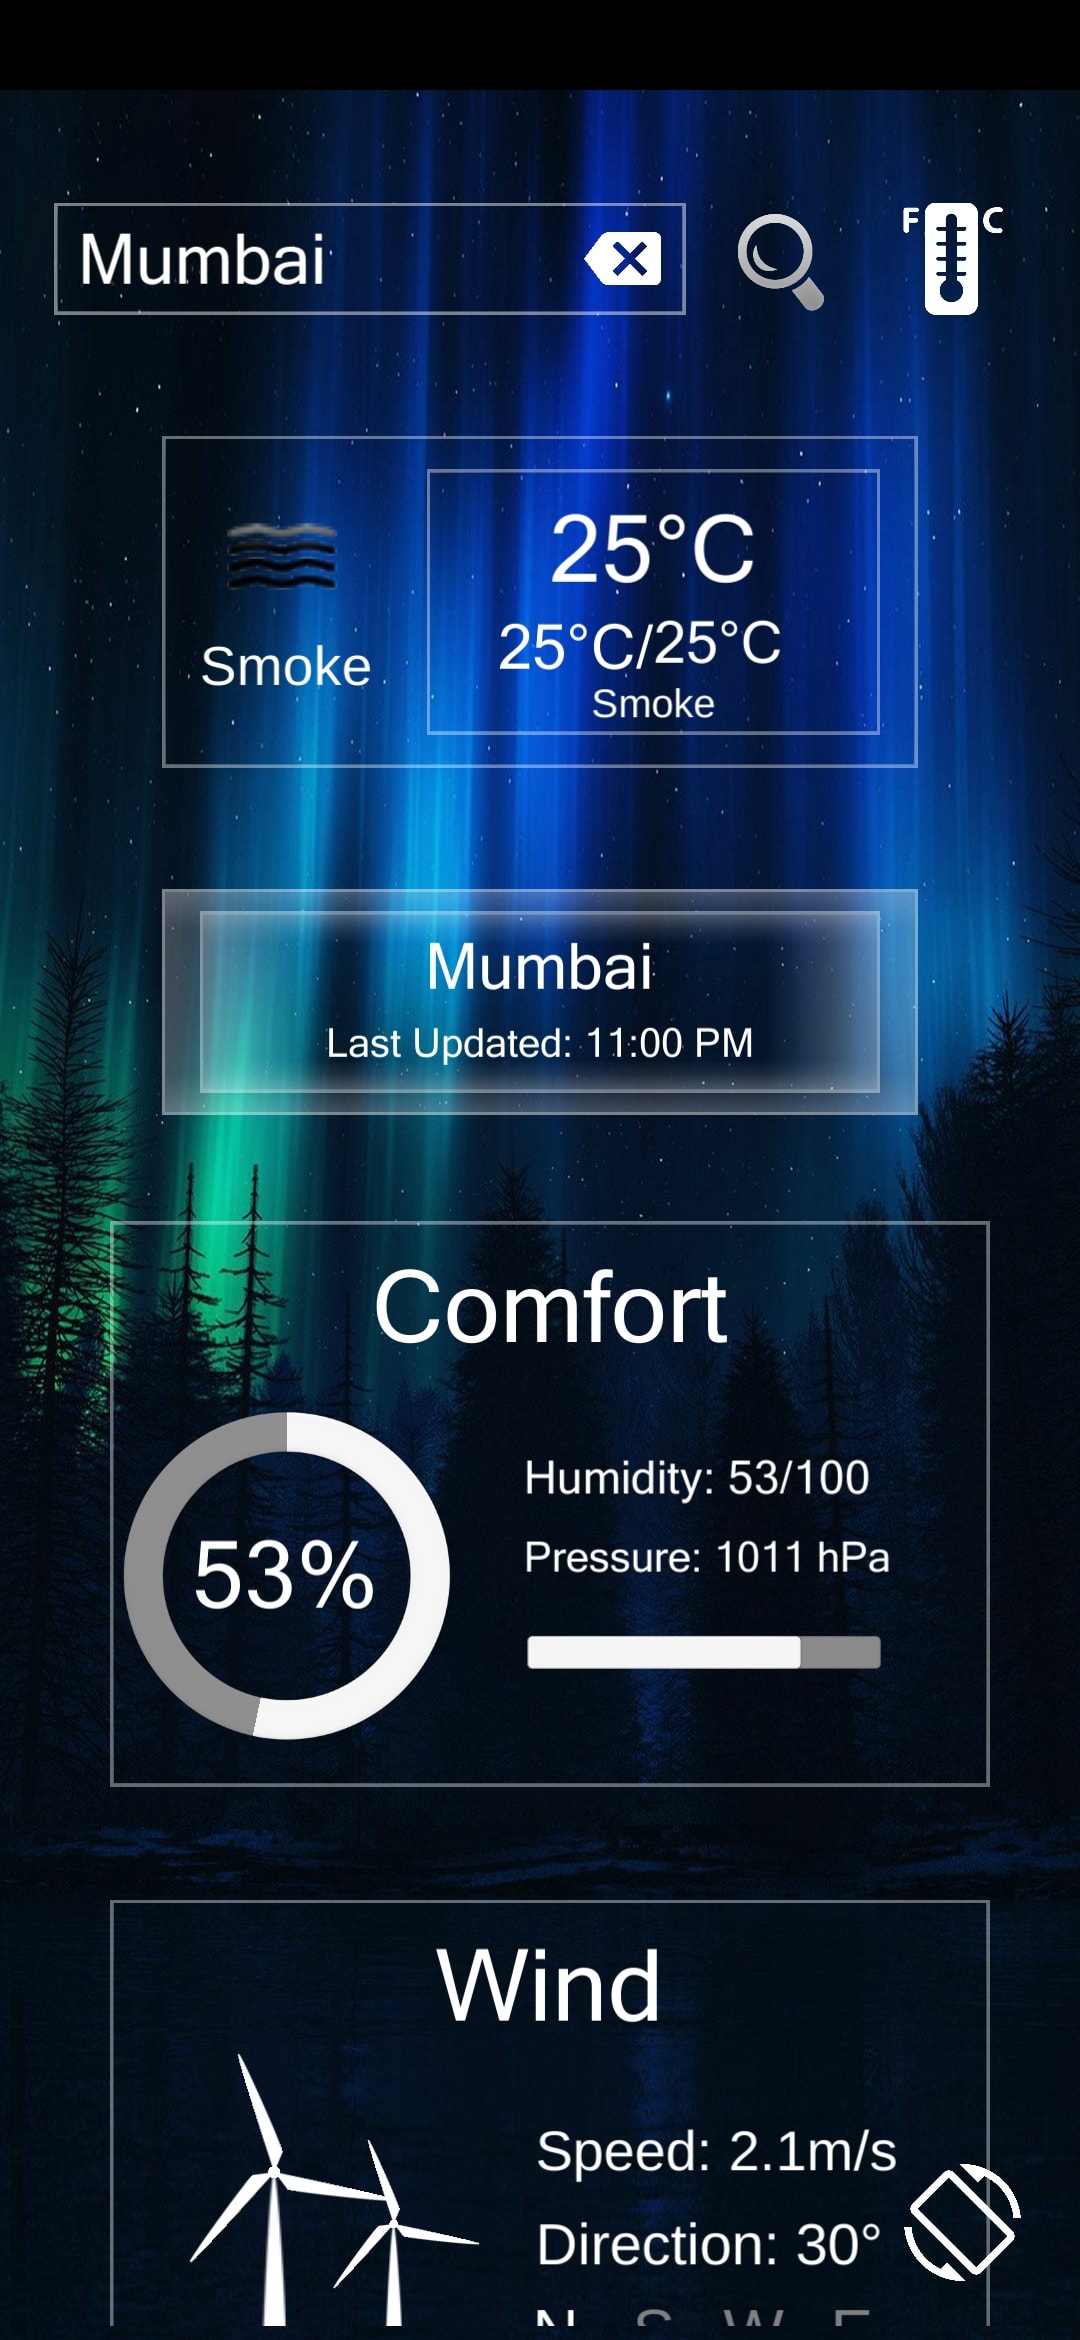 Mumbai
F C
25°C
25°C/25°C
Smoke
Smoke
Mumbai
Last Updated: 11:00 PM
Comfort
53%
Humidity: 53/100
Pressure: 1011 hPa
Wind
Speed: 2.1m/s
Direction: 30°
N S W E